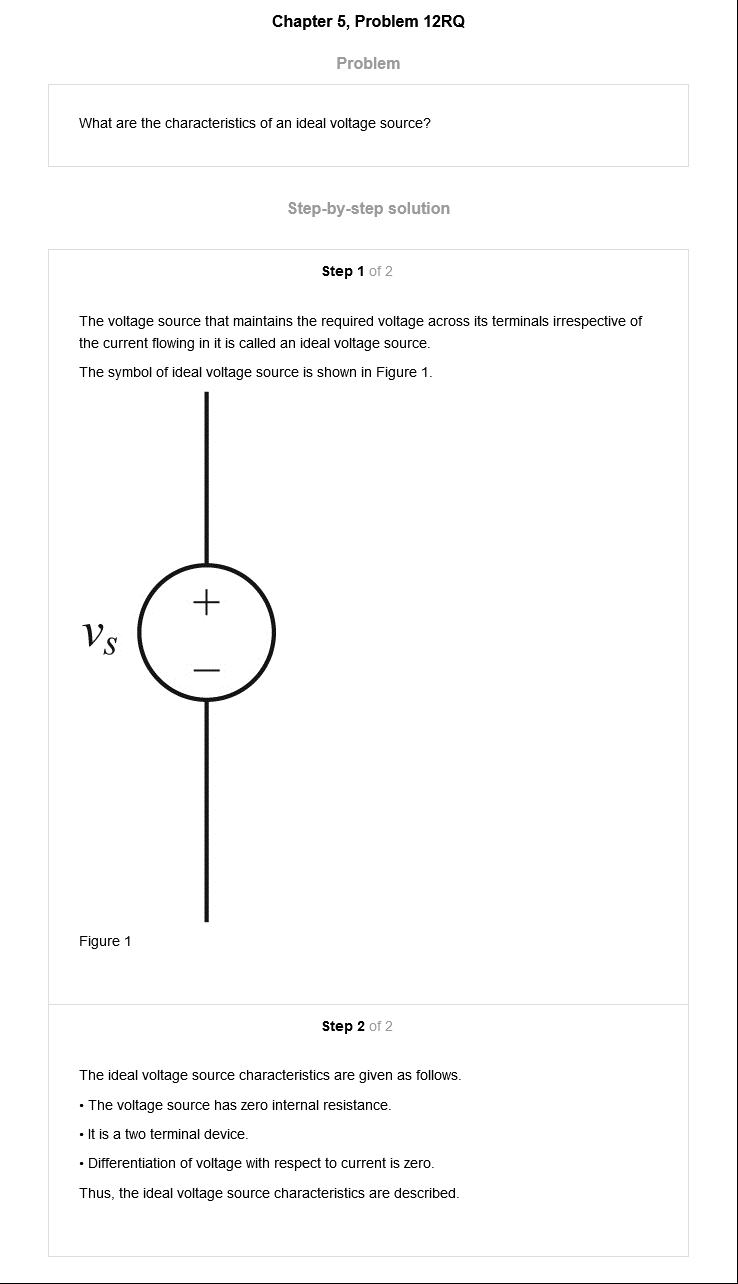 Chapter 5, Problem 12RQ
Problem
What are the characteristics of an ideal voltage source?
Step-by-step solution
Step 1 of 2
The voltage source that maintains the required voltage across its terminals irrespective of
the current flowing in it is called an ideal voltage source.
The symbol of ideal voltage source is shown in Figure 1.
+
vS
−
Figure 1
Step 2 of 2
The ideal voltage source characteristics are given as follows.
• The voltage source has zero internal resistance.
• It is a two terminal device.
• Differentiation of voltage with respect to current is zero.
Thus, the ideal voltage source characteristics are described.